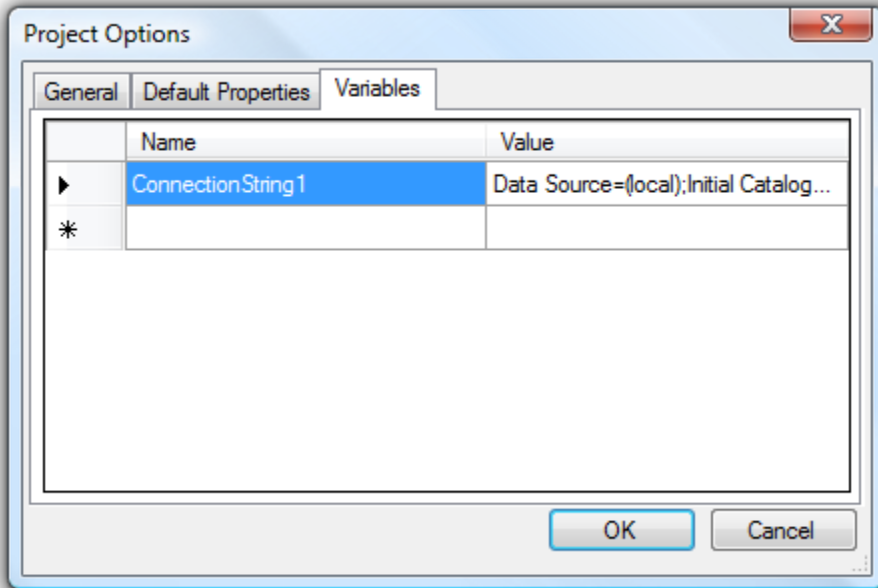 Project Options
General Default Properties Variables
Name Value
ConnectionString1 Data Source=(local);Initial Catalog...
OK Cancel